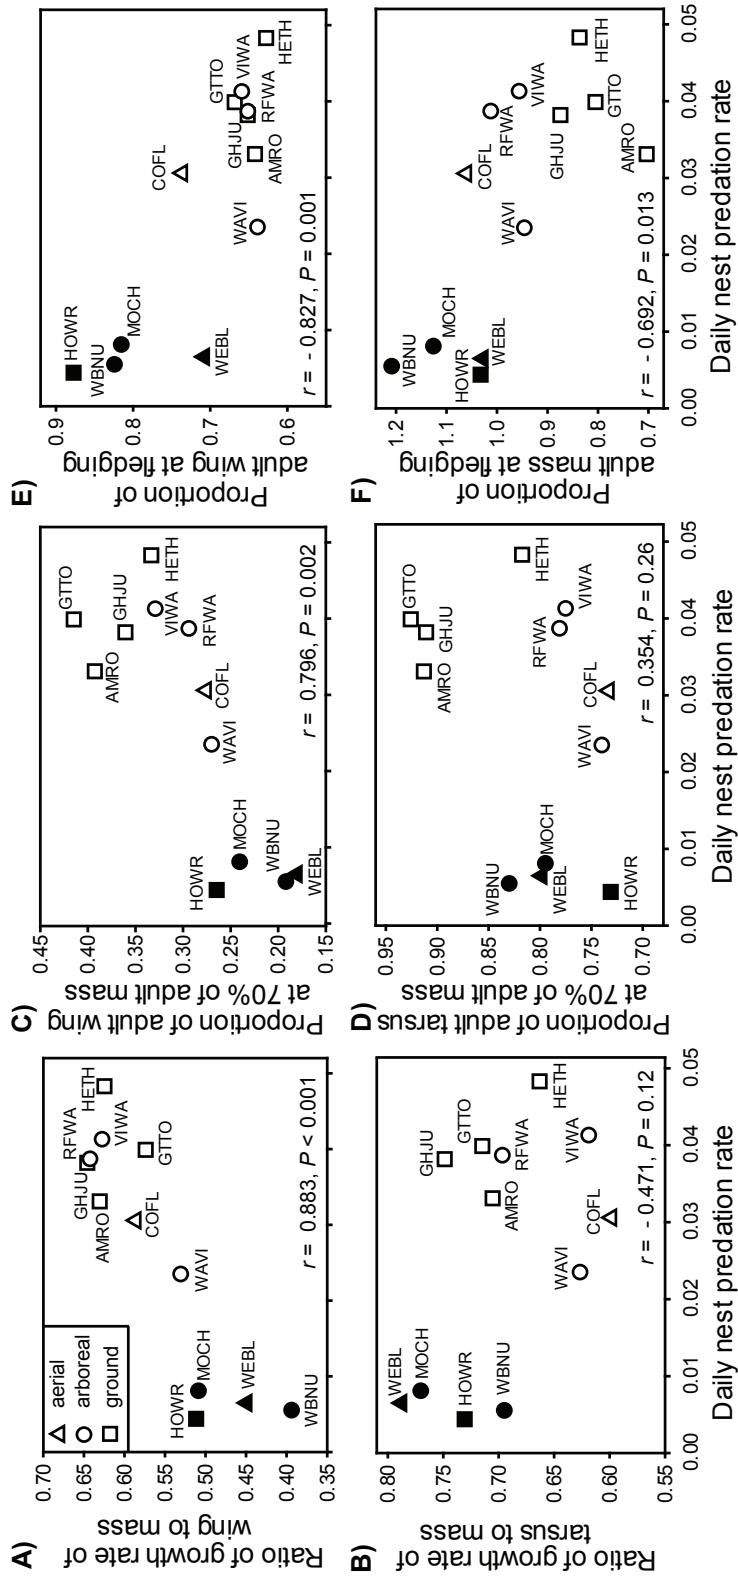 A)
Ratio of growth rate of
wing to mass
0.70
0.65
0.60
0.55
0.50
0.45
0.40
0.35
aerial
arboreal
ground
HOWR
MOCH
WEBL
WBNU
WAVI
COFL
AMRO
GHJU
RFWA
HETH
VIWA
GTTO
r = 0.883, P < 0.001
B)
Ratio of growth rate of
tarsus to mass
0.80
0.75
0.70
0.65
0.60
0.55
WEBL
MOCH
HOWR
WBNU
WAVI
COFL
AMRO
GHJU
GTTO
RFWA
VIWA
HETH
r = - 0.471, P = 0.12
0.00
0.01
0.02
0.03
0.04
0.05
Daily nest predation rate
C)
Proportion of adult wing
at 70% of adult mass
0.45
0.40
0.35
0.30
0.25
0.20
0.15
HOWR
MOCH
WBNU
WEBL
WAVI
COFL
AMRO
GTTO
GHJU
VIWA
RFWA
HETH
r = 0.796, P = 0.002
D)
Proportion of adult tarsus
at 70% of adult mass
0.95
0.90
0.85
0.80
0.75
0.70
WBNU
MOCH
WEBL
HOWR
WAVI
COFL
AMRO
GTTO
GHJU
RFWA
VIWA
HETH
r = 0.354, P = 0.26
0.00
0.01
0.02
0.03
0.04
0.05
Daily nest predation rate
E)
Proportion of
adult wing at fledging
0.9
0.8
0.7
0.6
HOWR
WBNU
MOCH
WEBL
WAVI
COFL
AMRO
GHJU
GTTO
RFWA
VIWA
HETH
r = - 0.827, P = 0.001
F)
Proportion of
adult mass at fledging
1.2
1.1
1.0
0.9
0.8
0.7
WBNU
MOCH
HOWR
WEBL
WAVI
COFL
RFWA
VIWA
GHJU
GTTO
AMRO
HETH
r = - 0.692, P = 0.013
0.00
0.01
0.02
0.03
0.04
0.05
Daily nest predation rate